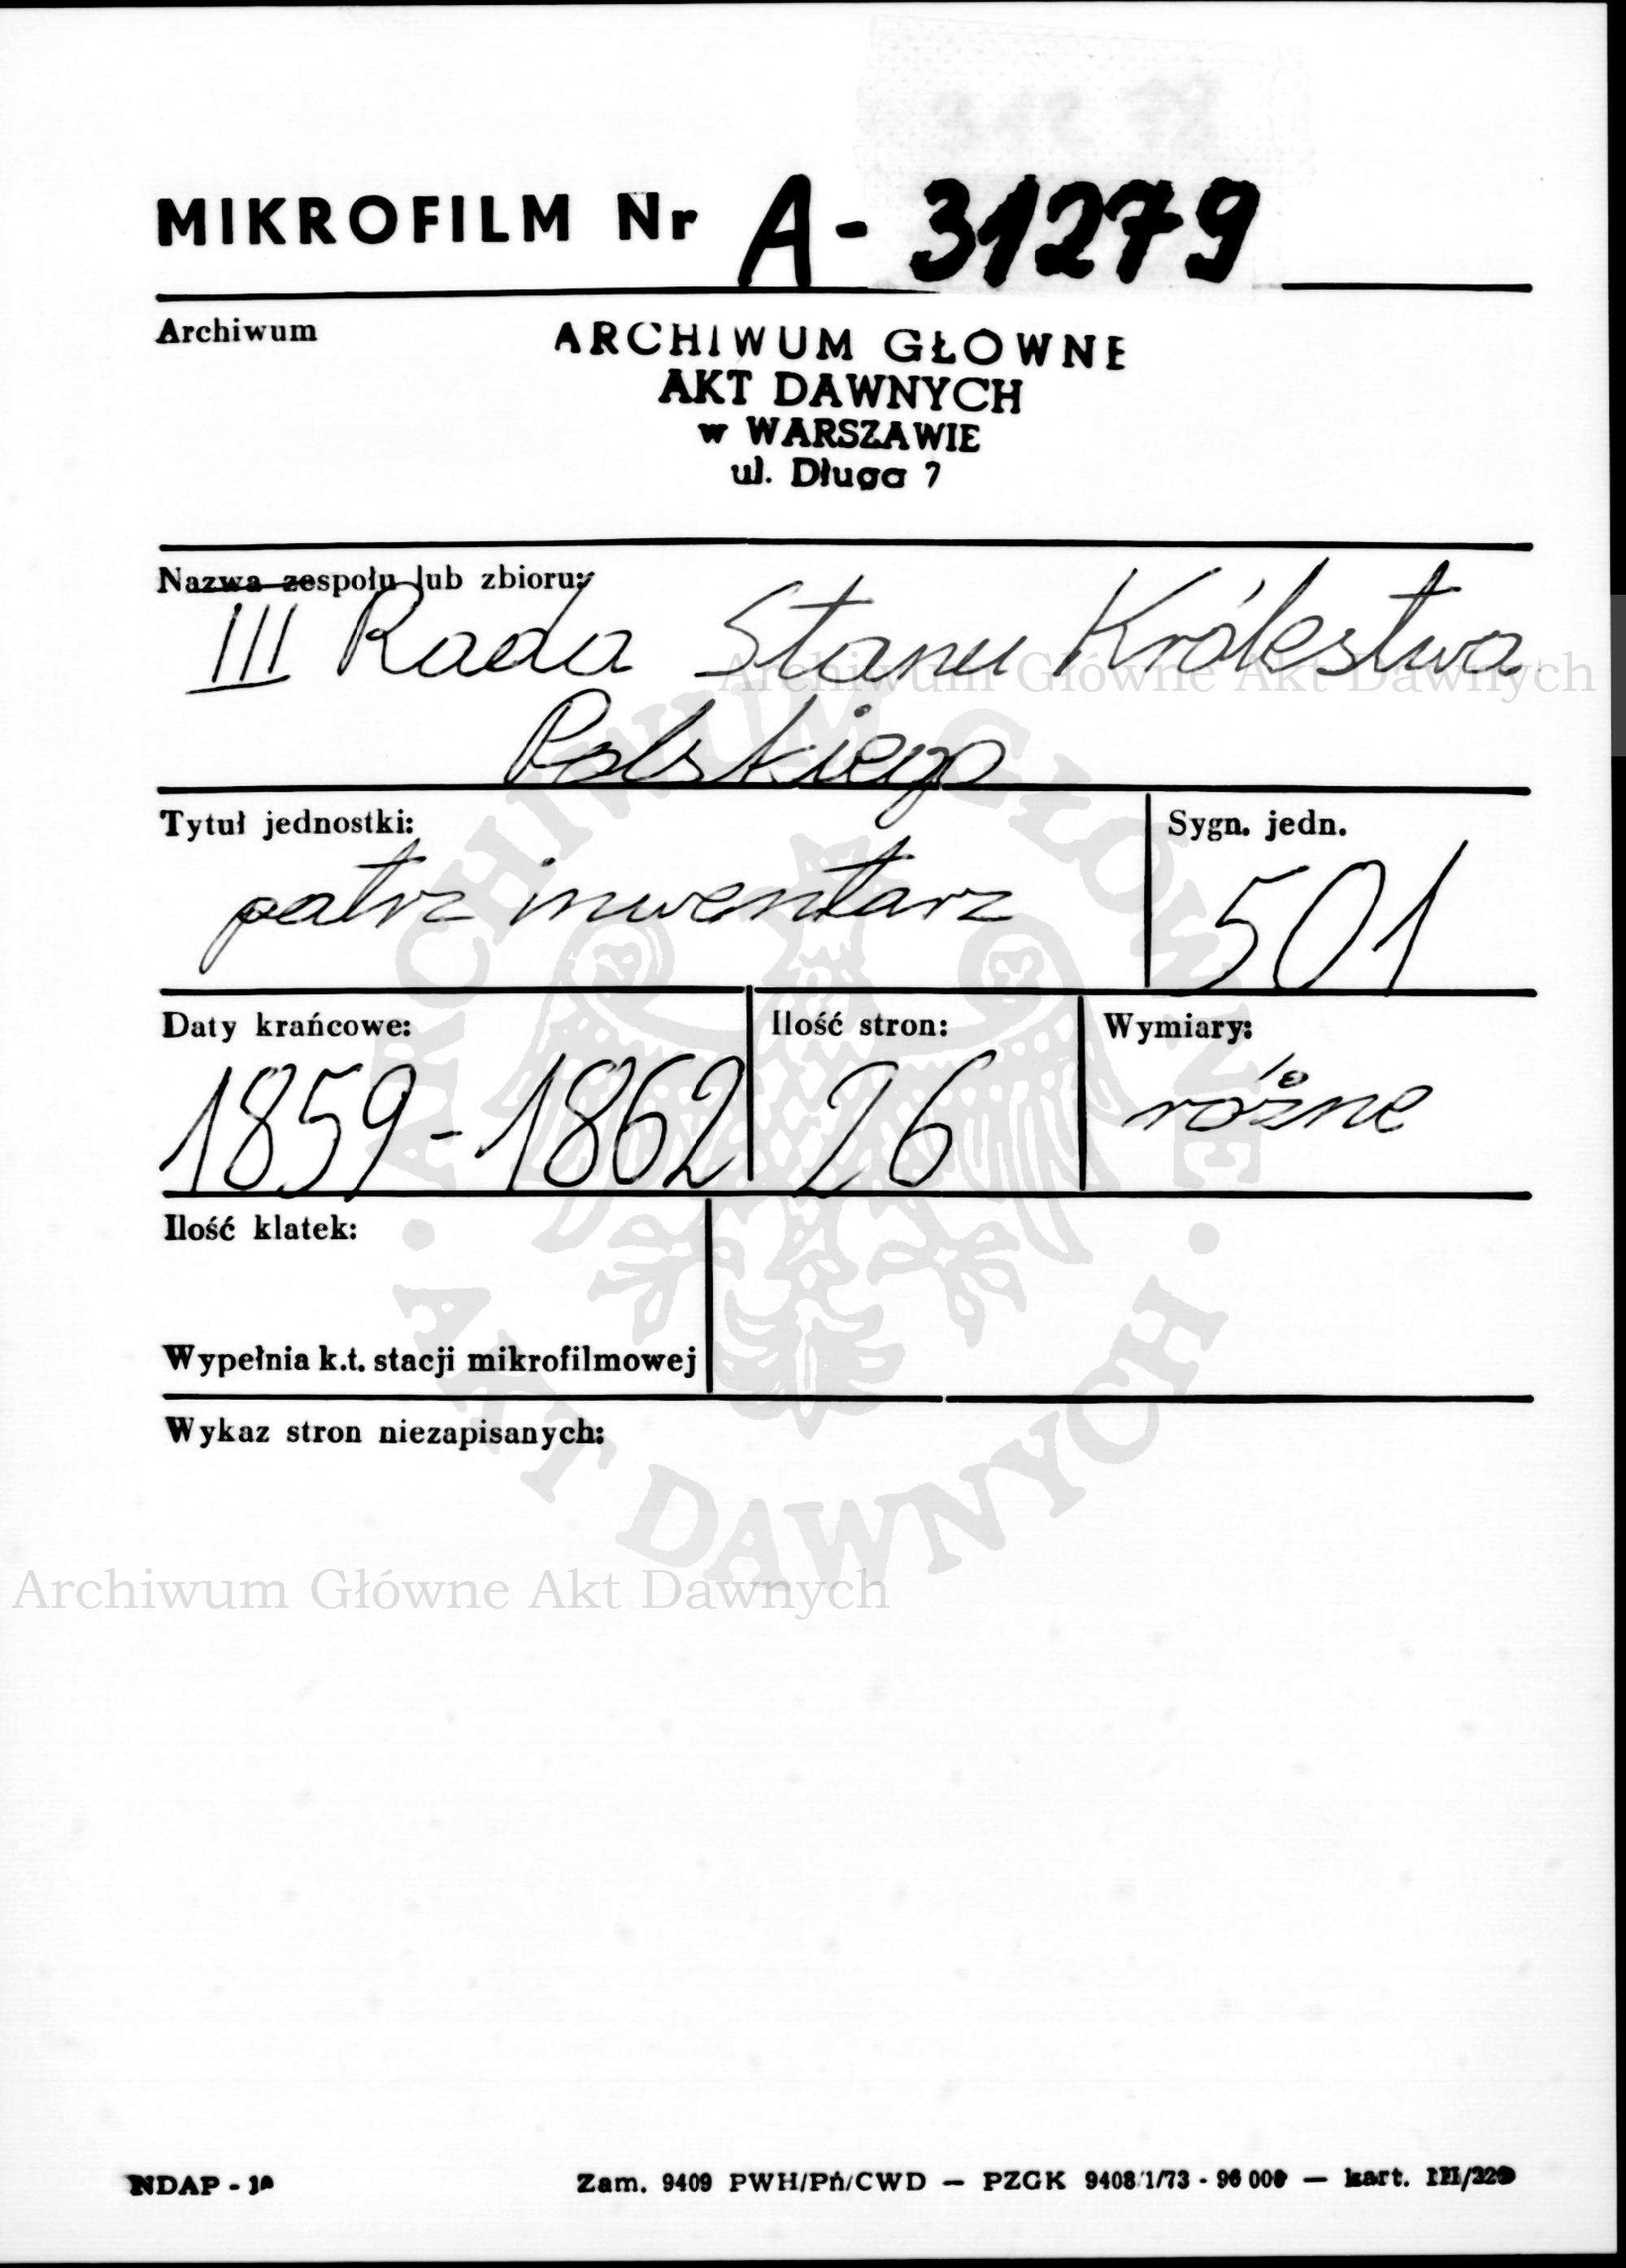 MIKROFILM Nr A-31279
Archiwum
ARCHIWUM GŁOWNE
AKT DAWNYCH
w WARSZAWIE
ul. Długa 7
Nazwa zespołu lub zbioru:
III Rada Stanu Królestwa
Archiwum Główne Akt Dawnych
Polskiego
Tytuł jednostki:
Sygn. jedn.
patrz inwentarz
501
Daty krańcowe:
Ilość stron:
Wymiary:
1859-1862
26
różne
Ilość klatek:
Wypełnia k.t. stacji mikrofilmowej
Wykaz stron niezapisanych:
ARCHIWUM GŁÓWNE
· AKT DAWNYCH ·
Archiwum Główne Akt Dawnych
NDAP -
Zam. 9409 PWH/Pń/CWD — PZGK 9408/1/73 - 96 000 — kart.